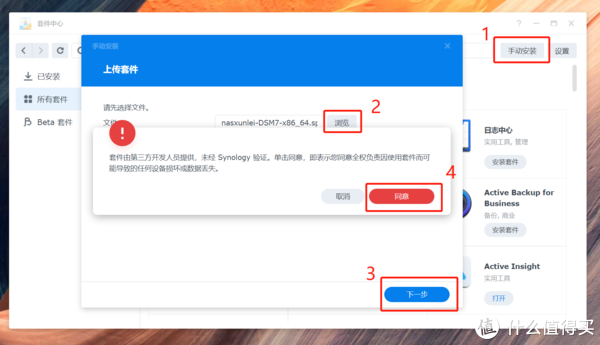 套件中心
1
手动安装
设置
手动安装
上传套件
已安装
所有套件
Beta 套件
请先选择文件。
2
nasxunlei-DSM7-x86_64.sp
浏览
套件由第三方开发人员提供，未经 Synology 验证。单击同意，即表示您同意全权负责因使用套件而可
能导致的任何设备损坏或数据丢失。
4
取消
同意
3
下一步
日志中心
实用工具, 管理
安装套件
Active Backup for
Business
备份, 商业
安装套件
Active Insight
实用工具
打开
值 什么值得买